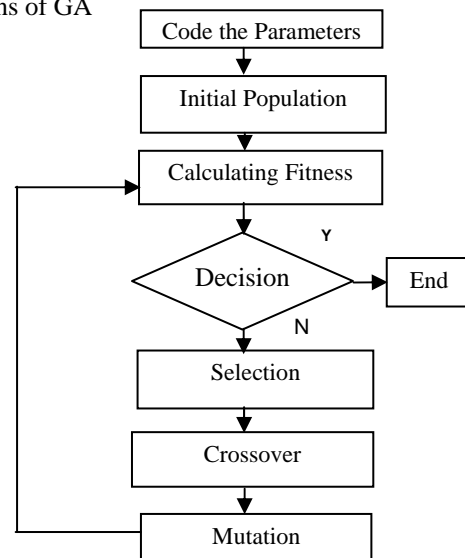 ns of GA
Code the Parameters
Initial Population
Calculating Fitness
Y
Decision
End
N
Selection
Crossover
Mutation